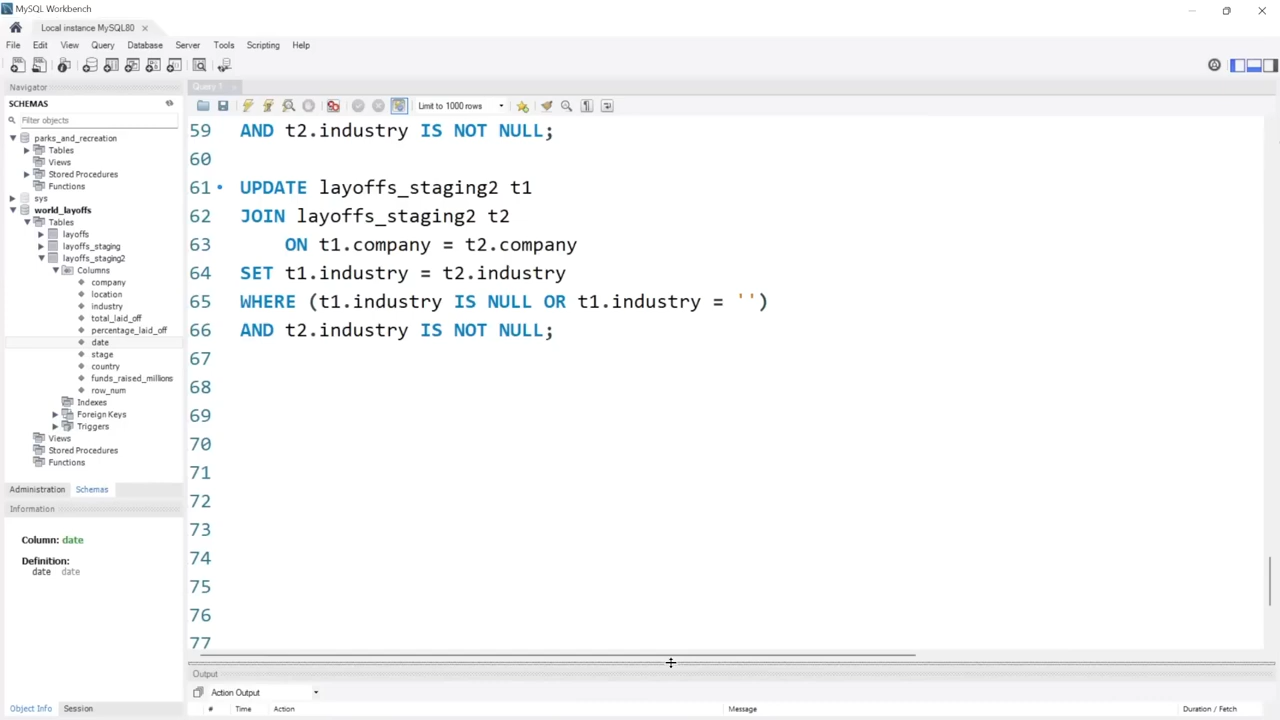 MySQL Workbench
Local instance MySQL80
File Edit View Query Database Server Tools Scripting Help
Navigator
SCHEMAS
Filter objects
parks_and_recreation
Tables
Views
Stored Procedures
Functions
sys
world_layoffs
Tables
layoffs
layoffs_staging
layoffs_staging2
Columns
company
location
industry
total_laid_off
percentage_laid_off
date
stage
country
funds_raised_millions
row_num
Indexes
Foreign Keys
Triggers
Views
Stored Procedures
Functions
Administration Schemas
Information
Column: date
Definition:
date date
Object Info Session
Query 1
Limit to 1000 rows
59 AND t2.industry IS NOT NULL;
60
61 UPDATE layoffs_staging2 t1
62 JOIN layoffs_staging2 t2
63 ON t1.company = t2.company
64 SET t1.industry = t2.industry
65 WHERE (t1.industry IS NULL OR t1.industry = '')
66 AND t2.industry IS NOT NULL;
67
68
69
70
71
72
73
74
75
76
77
Output
Action Output
# Time Action Message Duration / Fetch